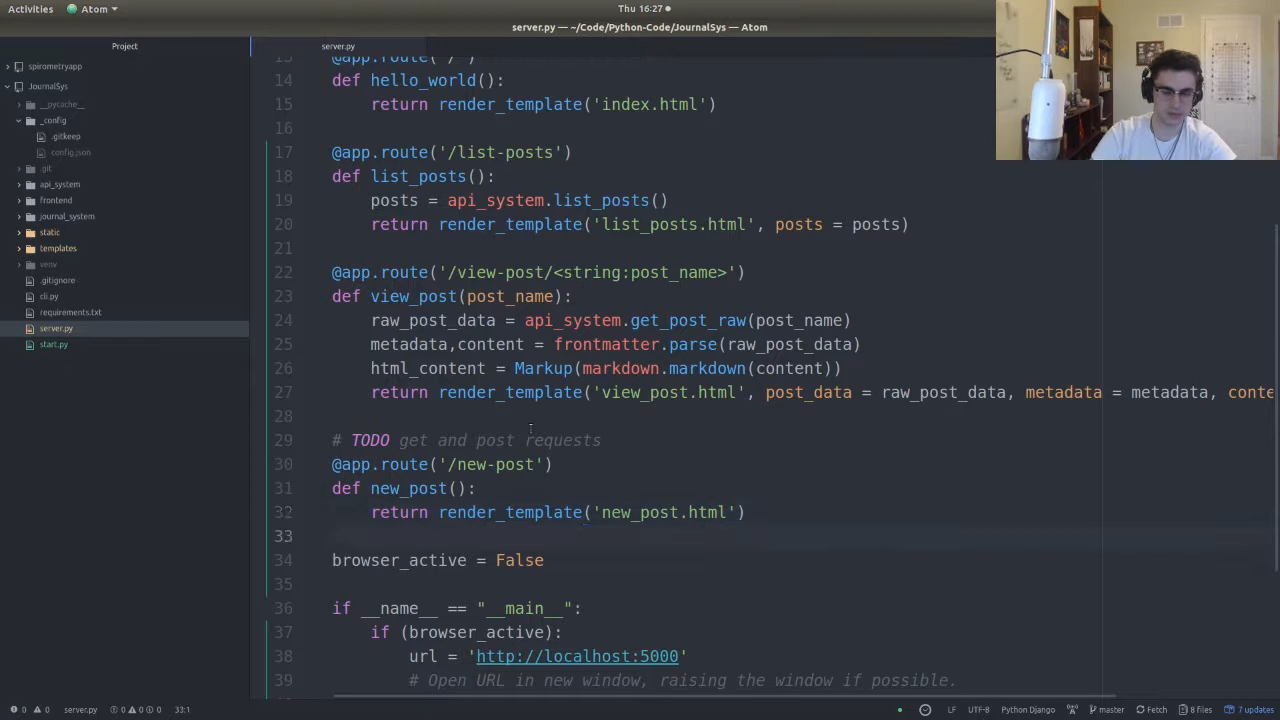 Activities
Atom
Thu 16:27
server.py — ~/Code/Python-Code/JournalSys — Atom
Project
server.py
spirometryapp
JournalSys
__pycache__
_config
.gitkeep
config.json
.git
api_system
frontend
journal_system
static
templates
venv
.gitignore
cli.py
requirements.txt
server.py
start.py
13 @app.route('/')
14 def hello_world():
15 return render_template('index.html')
16
17 @app.route('/list-posts')
18 def list_posts():
19 posts = api_system.list_posts()
20 return render_template('list_posts.html', posts = posts)
21
22 @app.route('/view-post/<string:post_name>')
23 def view_post(post_name):
24 raw_post_data = api_system.get_post_raw(post_name)
25 metadata,content = frontmatter.parse(raw_post_data)
26 html_content = Markup(markdown.markdown(content))
27 return render_template('view_post.html', post_data = raw_post_data, metadata = metadata, conte
28
29 # TODO get and post requests
30 @app.route('/new-post')
31 def new_post():
32 return render_template('new_post.html')
33
34 browser_active = False
35
36 if __name__ == "__main__":
37 if (browser_active):
38 url = 'http://localhost:5000'
39 # Open URL in new window, raising the window if possible.
0 0 server.py 0 0 0 33:1
LF UTF-8 Python Django master Fetch 8 files 7 updates